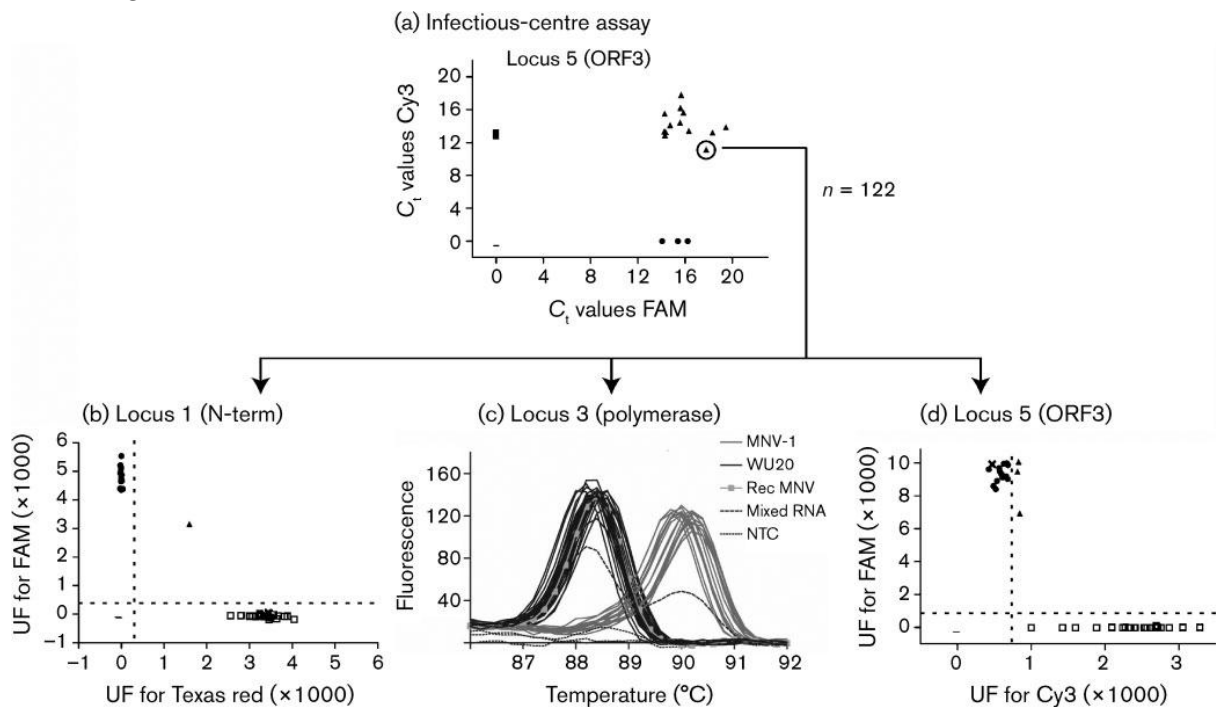 (a) Infectious-centre assay
Locus 5 (ORF3)
20
16
12
8
4
0
Ct values Cy3
0 4 8 12 16 20
Ct values FAM
n = 122
(b) Locus 1 (N-term)
6
5
4
3
2
1
0
−1
UF for FAM (×1000)
−1 0 1 2 3 4 5 6
UF for Texas red (×1000)
(c) Locus 3 (polymerase)
MNV-1
WU20
Rec MNV
Mixed RNA
NTC
160
120
80
40
Fluorescence
87 88 89 90 91 92
Temperature (°C)
(d) Locus 5 (ORF3)
10
8
6
4
2
0
UF for FAM (×1000)
0 1 2 3
UF for Cy3 (×1000)